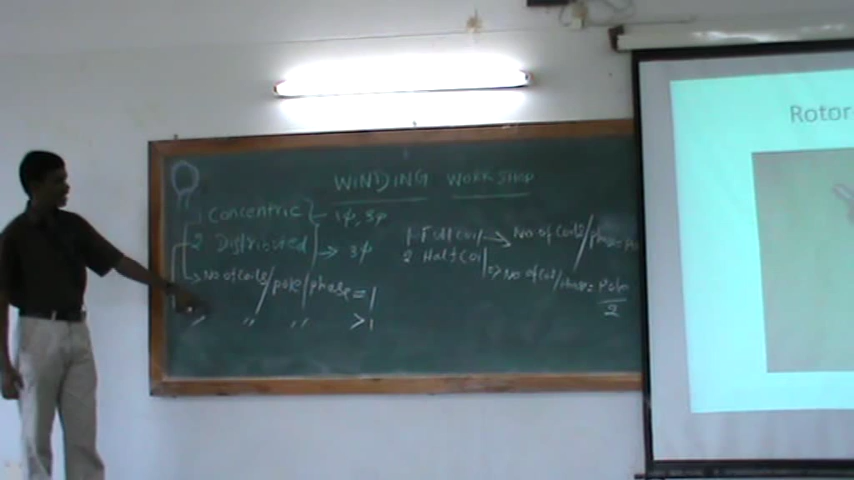 WINDING WORKSHOP
1 Concentric } → 1φ, 3φ
2 Distributed } → 3φ
→ No of Coils/pole/phase = 1
→ " " > 1
1 Full Coil → No of Coils/phase = Po
2 Half Coil → No of Coil/phase = Pole/2
Rotor